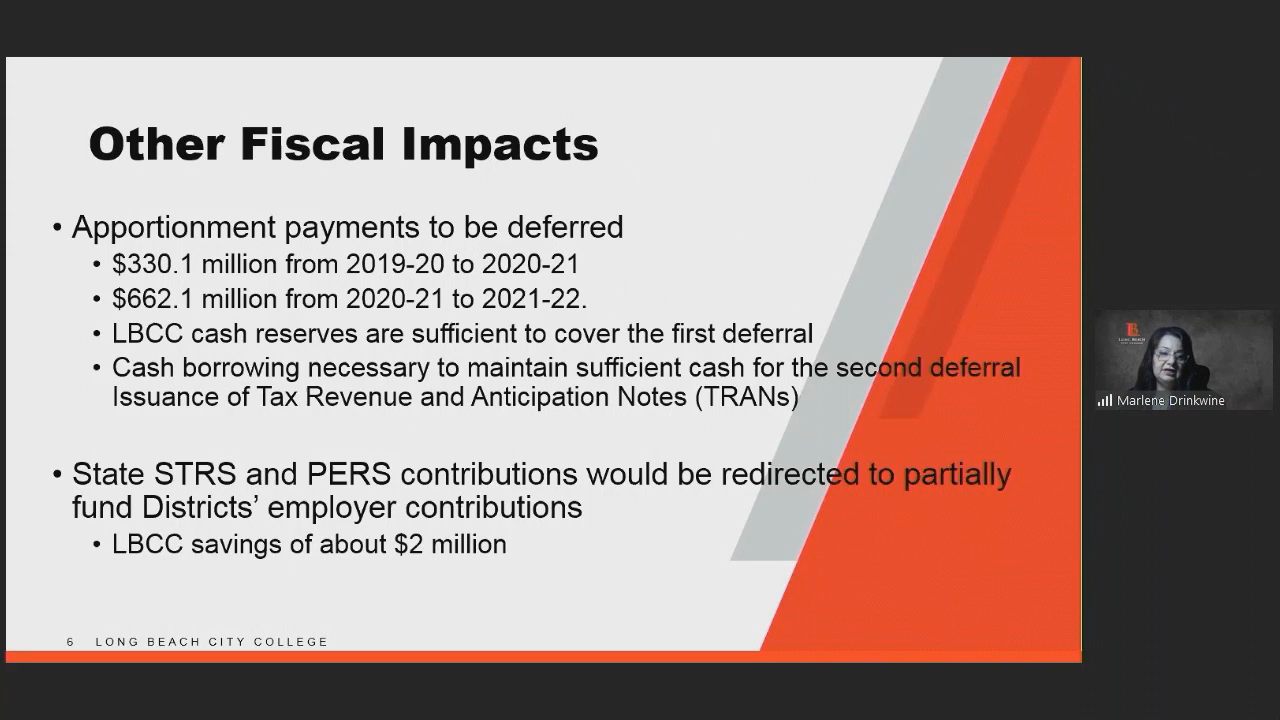 Other Fiscal Impacts
• Apportionment payments to be deferred
• $330.1 million from 2019-20 to 2020-21
• $662.1 million from 2020-21 to 2021-22.
• LBCC cash reserves are sufficient to cover the first deferral
• Cash borrowing necessary to maintain sufficient cash for the second deferral
Issuance of Tax Revenue and Anticipation Notes (TRANs)
• State STRS and PERS contributions would be redirected to partially
fund Districts’ employer contributions
• LBCC savings of about $2 million
6 LONG BEACH CITY COLLEGE
LONG BEACH
Marlene Drinkwine